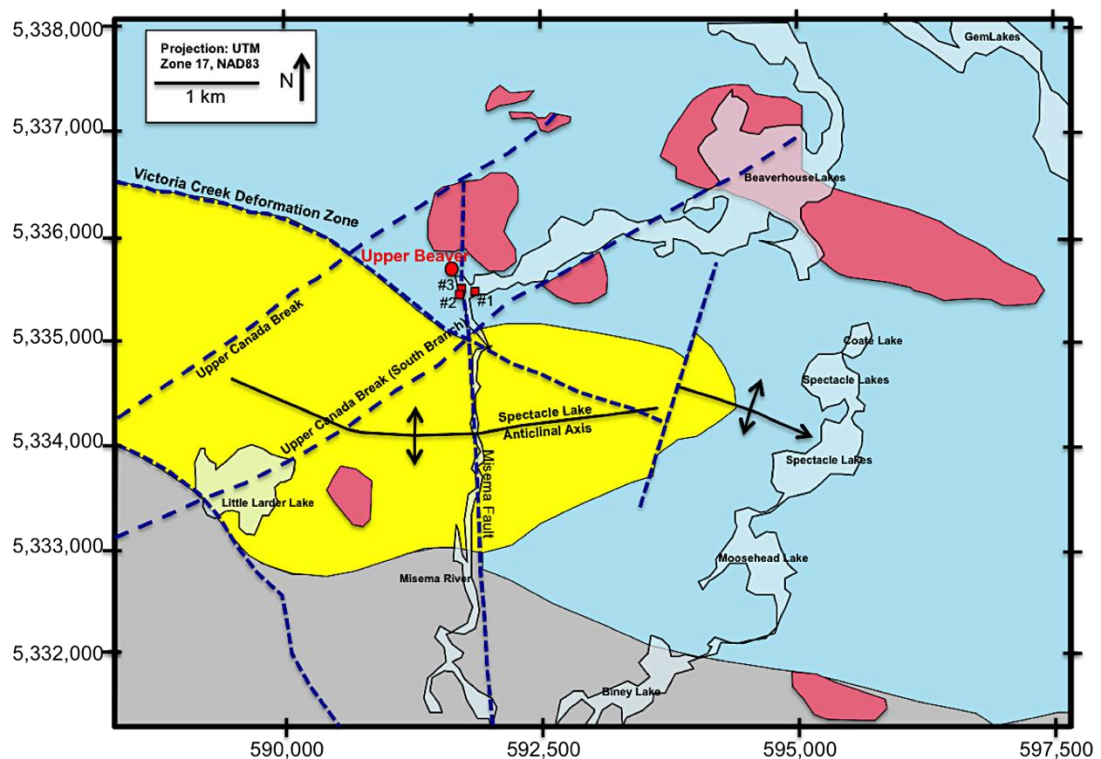 5,338,000
5,337,000
5,336,000
5,335,000
5,334,000
5,333,000
5,332,000
Projection: UTM
Zone 17, NAD83
1 km
N
GemLakes
BeaverhouseLakes
Victoria Creek Deformation Zone
Upper Beaver
#3
#2
#1
Upper Canada Break
Upper Canada Break (South Branch)
Coate Lake
Spectacle Lakes
Spectacle Lake
Anticlinal Axis
Spectacle Lakes
Misema Fault
Little Larder Lake
Moosehead Lake
Misema River
Biney Lake
590,000
592,500
595,000
597,500